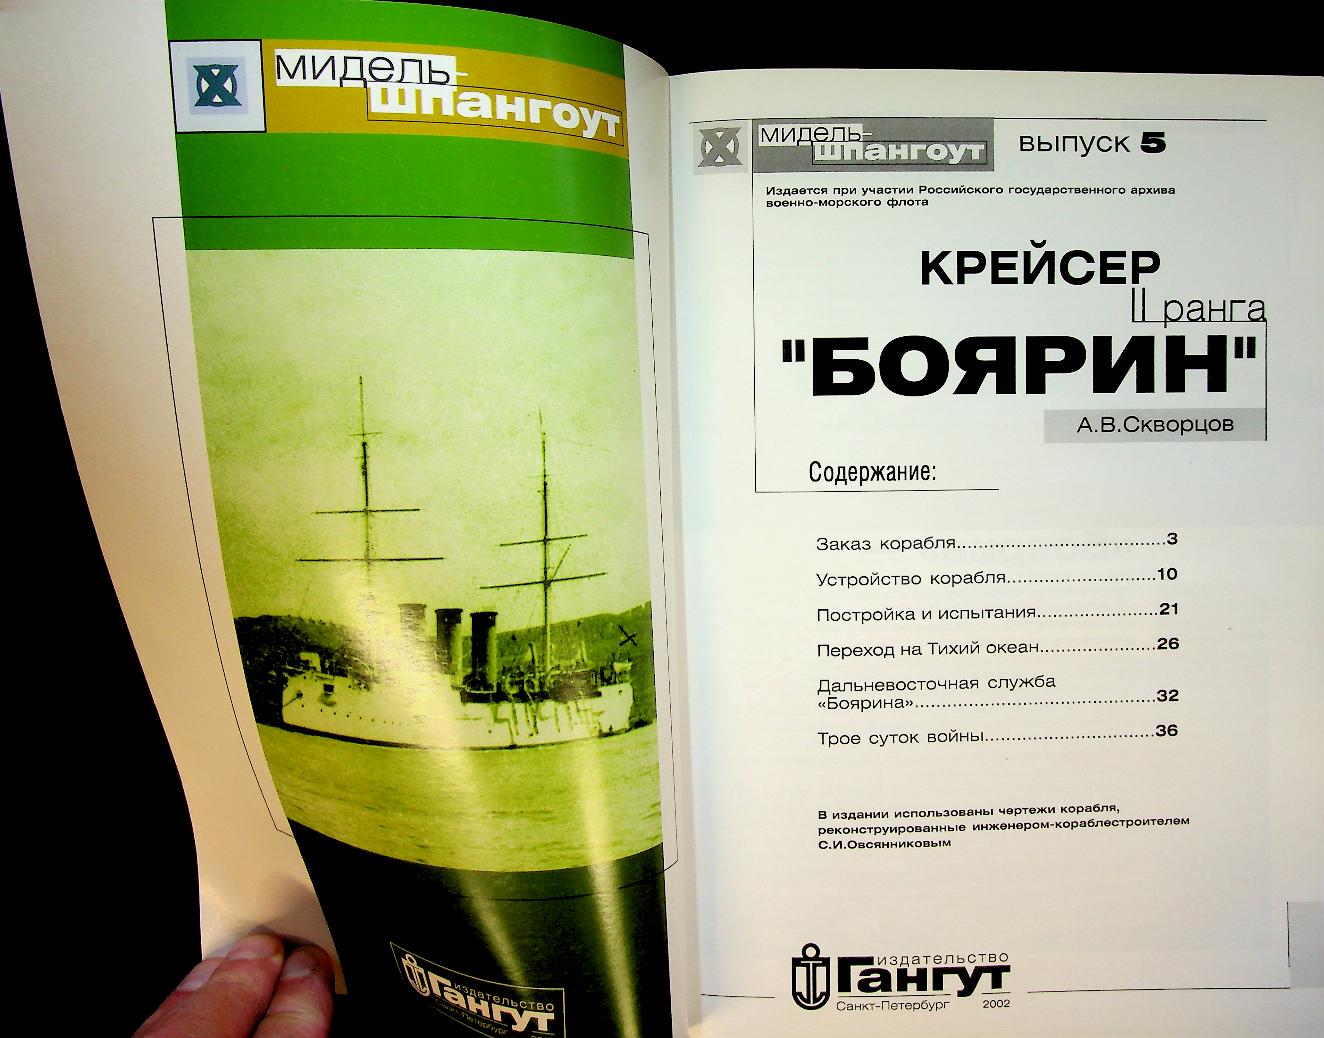 мидель-
шпангоут
издательство
Гангут
Санкт-Петербург
мидель-
шпангоут
выпуск 5
Издается при участии Российского государственного архива
военно-морского флота
КРЕЙСЕР
II ранга
"БОЯРИН"
А.В.Скворцов
Содержание:
Заказ корабля....................................3
Устройство корабля..........................10
Постройка и испытания.....................21
Переход на Тихий океан....................26
Дальневосточная служба
«Боярина»..........................................32
Трое суток войны..............................36
В издании использованы чертежи корабля,
реконструированные инженером-кораблестроителем
С.И.Овсянниковым
издательство
Гангут
Санкт-Петербург 2002